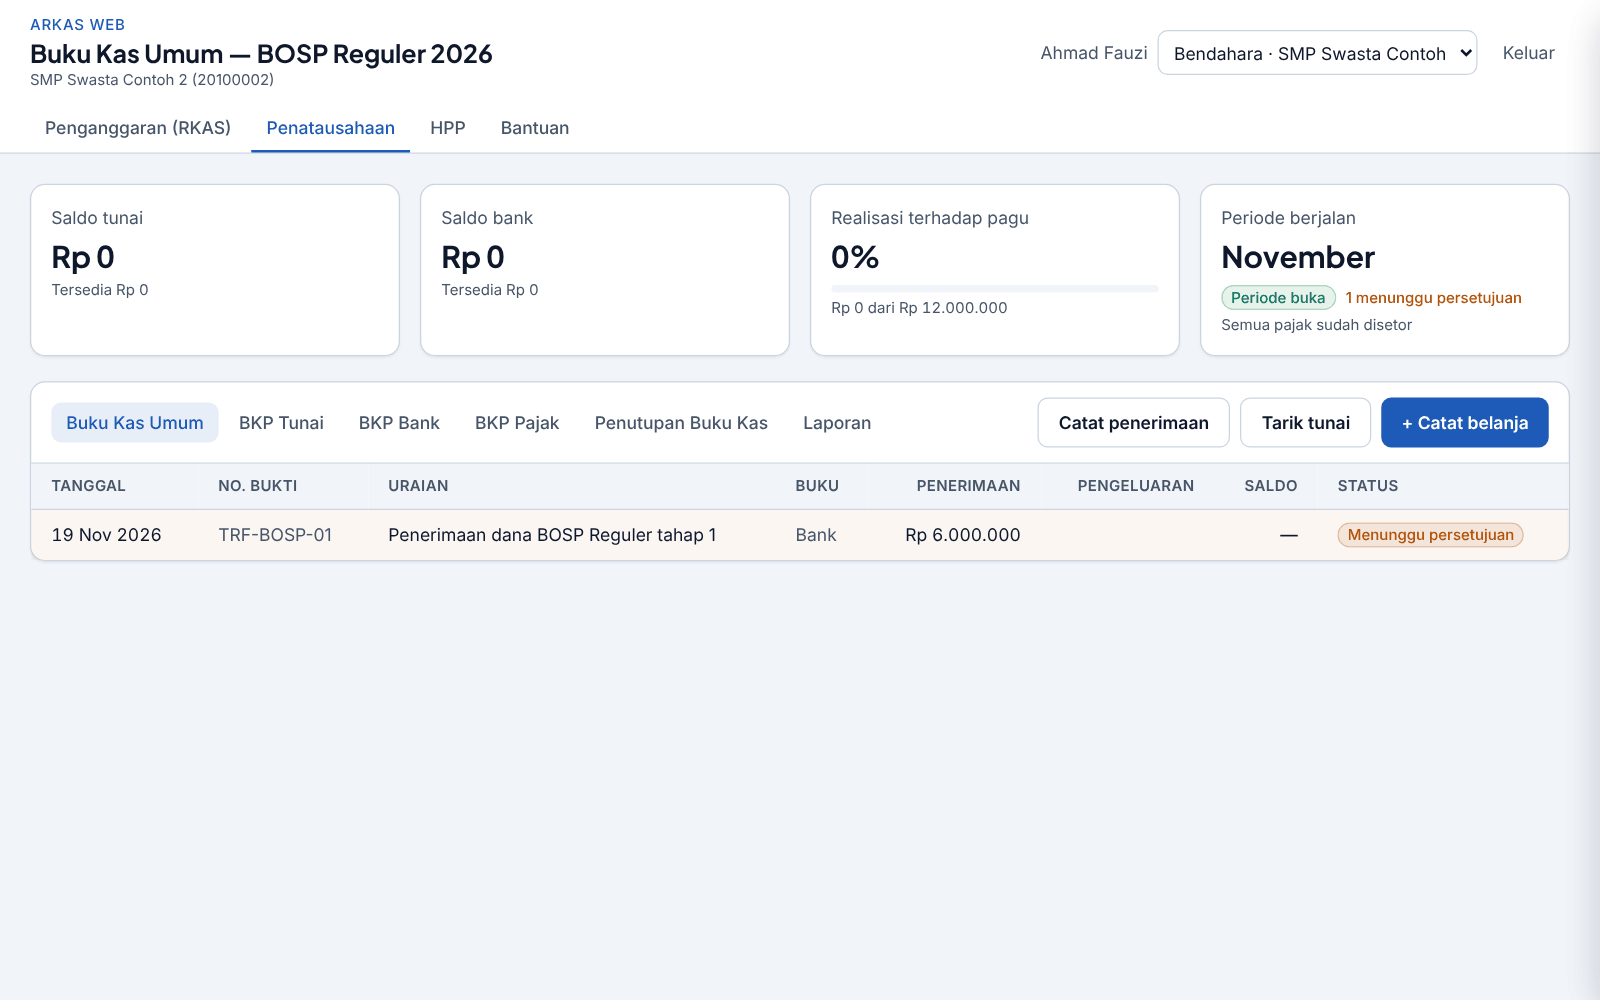 ARKAS WEB
Buku Kas Umum — BOSP Reguler 2026
SMP Swasta Contoh 2 (20100002)
Ahmad Fauzi
Bendahara · SMP Swasta Contoh
Keluar
Penganggaran (RKAS) Penatausahaan HPP Bantuan
Saldo tunai
Rp 0
Tersedia Rp 0
Saldo bank
Rp 0
Tersedia Rp 0
Realisasi terhadap pagu
0%
Rp 0 dari Rp 12.000.000
Periode berjalan
November
Periode buka 1 menunggu persetujuan
Semua pajak sudah disetor
Buku Kas Umum BKP Tunai BKP Bank BKP Pajak Penutupan Buku Kas Laporan Catat penerimaan Tarik tunai + Catat belanja
TANGGAL NO. BUKTI URAIAN BUKU PENERIMAAN PENGELUARAN SALDO STATUS
19 Nov 2026 TRF-BOSP-01 Penerimaan dana BOSP Reguler tahap 1 Bank Rp 6.000.000 — Menunggu persetujuan